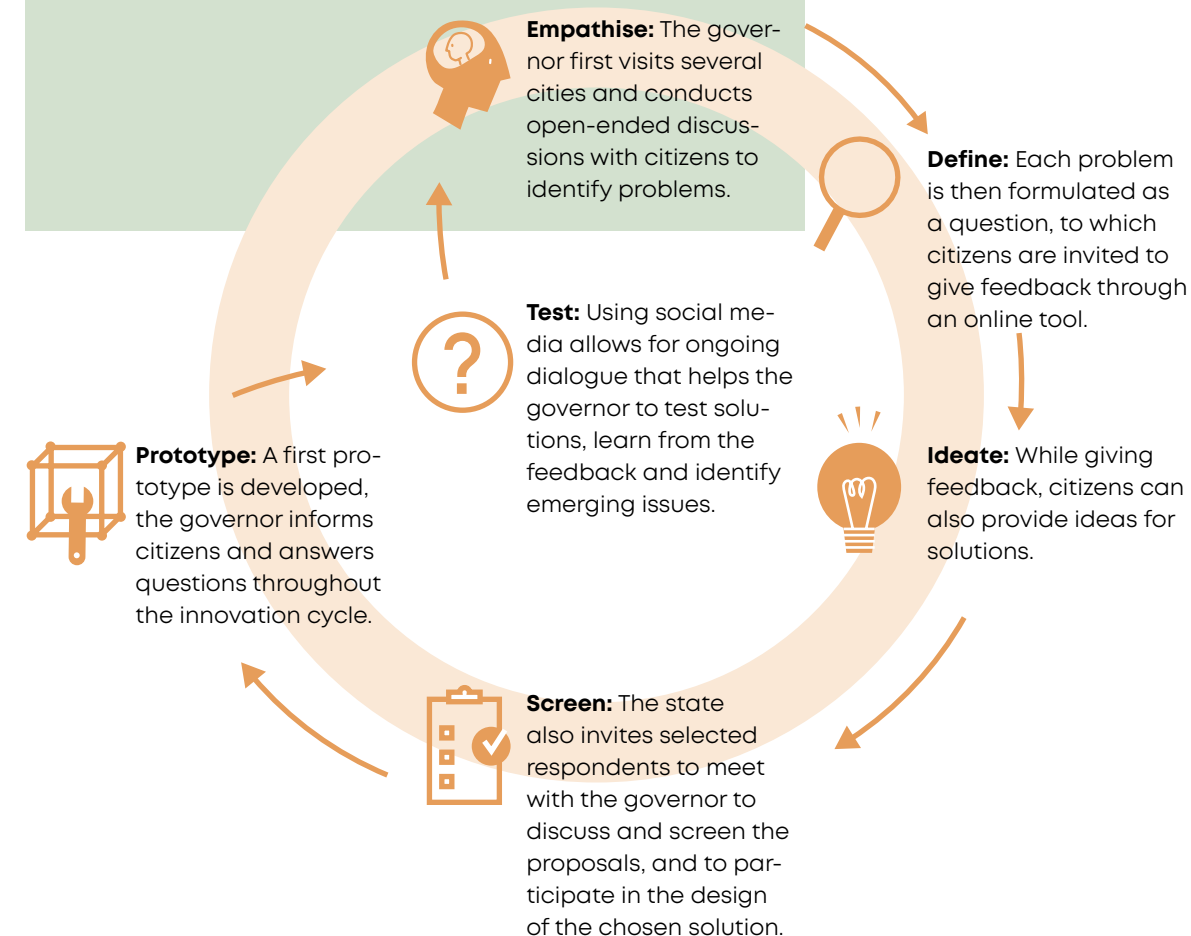 Empathise: The gover-
nor first visits several
cities and conducts
open-ended discus-
sions with citizens to
identify problems.
Define: Each problem
is then formulated as
a question, to which
citizens are invited to
give feedback through
an online tool.
Ideate: While giving
feedback, citizens can
also provide ideas for
solutions.
Screen: The state
also invites selected
respondents to meet
with the governor to
discuss and screen the
proposals, and to par-
ticipate in the design
of the chosen solution.
Prototype: A first pro-
totype is developed,
the governor informs
citizens and answers
questions throughout
the innovation cycle.
?
Test: Using social me-
dia allows for ongoing
dialogue that helps the
governor to test solu-
tions, learn from the
feedback and identify
emerging issues.